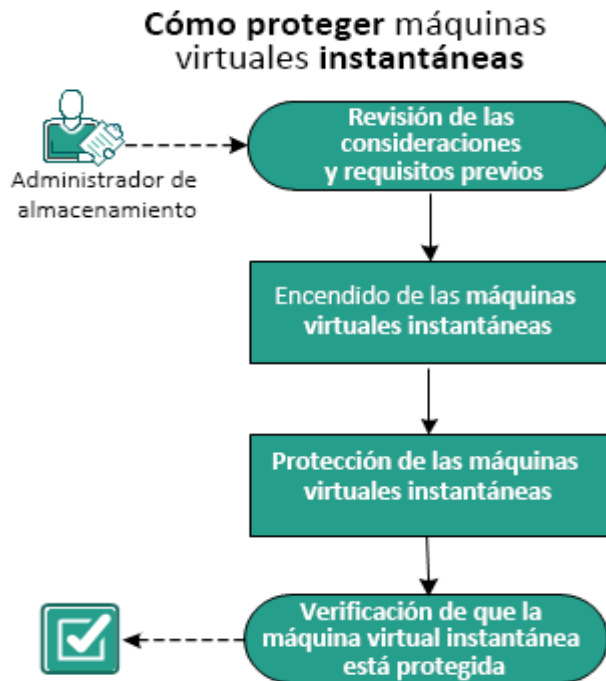 Cómo proteger máquinas
virtuales instantáneas
Administrador de
almacenamiento
Revisión de las
consideraciones
y requisitos previos
Encendido de las máquinas
virtuales instantáneas
Protección de las máquinas
virtuales instantáneas
Verificación de que la
máquina virtual instantánea
está protegida